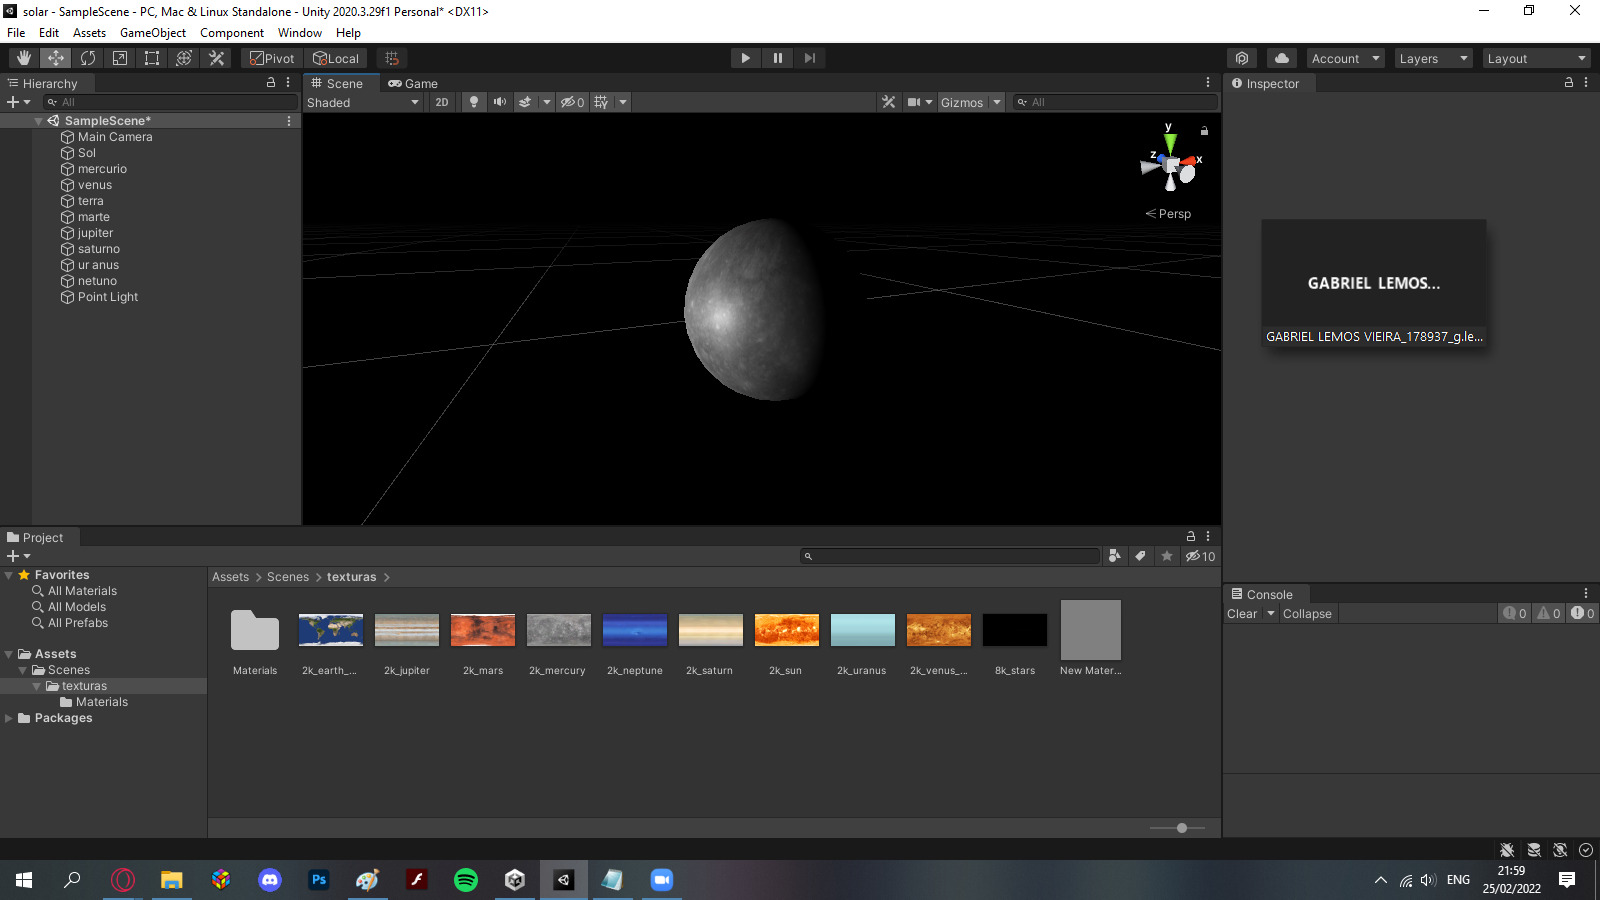 solar - SampleScene - PC, Mac & Linux Standalone - Unity 2020.3.29f1 Personal* <DX11>
File Edit Assets GameObject Component Window Help
Pivot Local Account Layers Layout
Hierarchy
All
SampleScene*
Main Camera
Sol
mercurio
venus
terra
marte
jupiter
saturno
ur anus
netuno
Point Light
Scene Game
Shaded 2D 0 Gizmos All
y
z
x
Persp
Inspector
GABRIEL LEMOS...
GABRIEL LEMOS VIEIRA_178937_g.le...
Project
10
Favorites
All Materials
All Models
All Prefabs
Assets
Scenes
texturas
Materials
Packages
Assets > Scenes > texturas >
Materials 2k_earth_... 2k_jupiter 2k_mars 2k_mercury 2k_neptune 2k_saturn 2k_sun 2k_uranus 2k_venus_... 8k_stars New Mater...
Console
Clear Collapse 0 0 0
Ps
ENG
21:59
25/02/2022